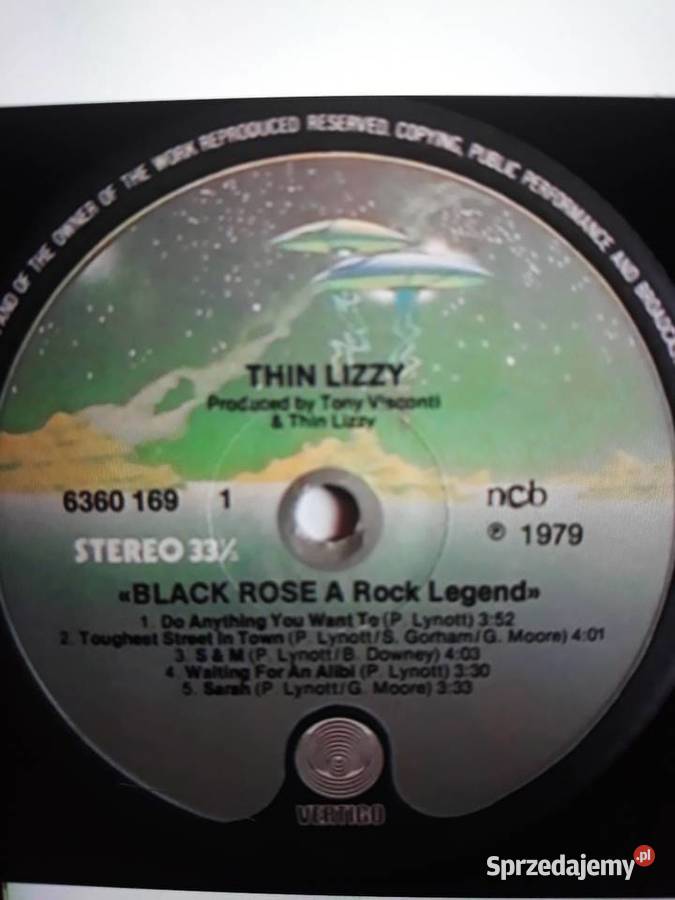 AND OF THE OWNER OF THE WORK REPRODUCED RESERVED. COPYING, PUBLIC PERFORMANCE AND BROADCA
THIN LIZZY
Produced by Tony Visconti
& Thin Lizzy
6360 169 1
ncb
STEREO 33⅓
℗ 1979
«BLACK ROSE A Rock Legend»
1. Do Anything You Want To (P. Lynott) 3:52
2. Toughest Street In Town (P. Lynott/S. Gorham/G. Moore) 4:01
3. S & M (P. Lynott/B. Downey) 4:03
4. Waiting For An Alibi (P. Lynott) 3:30
5. Sarah (P. Lynott/G. Moore) 3:33
VERTIGO
Sprzedajemy.pl